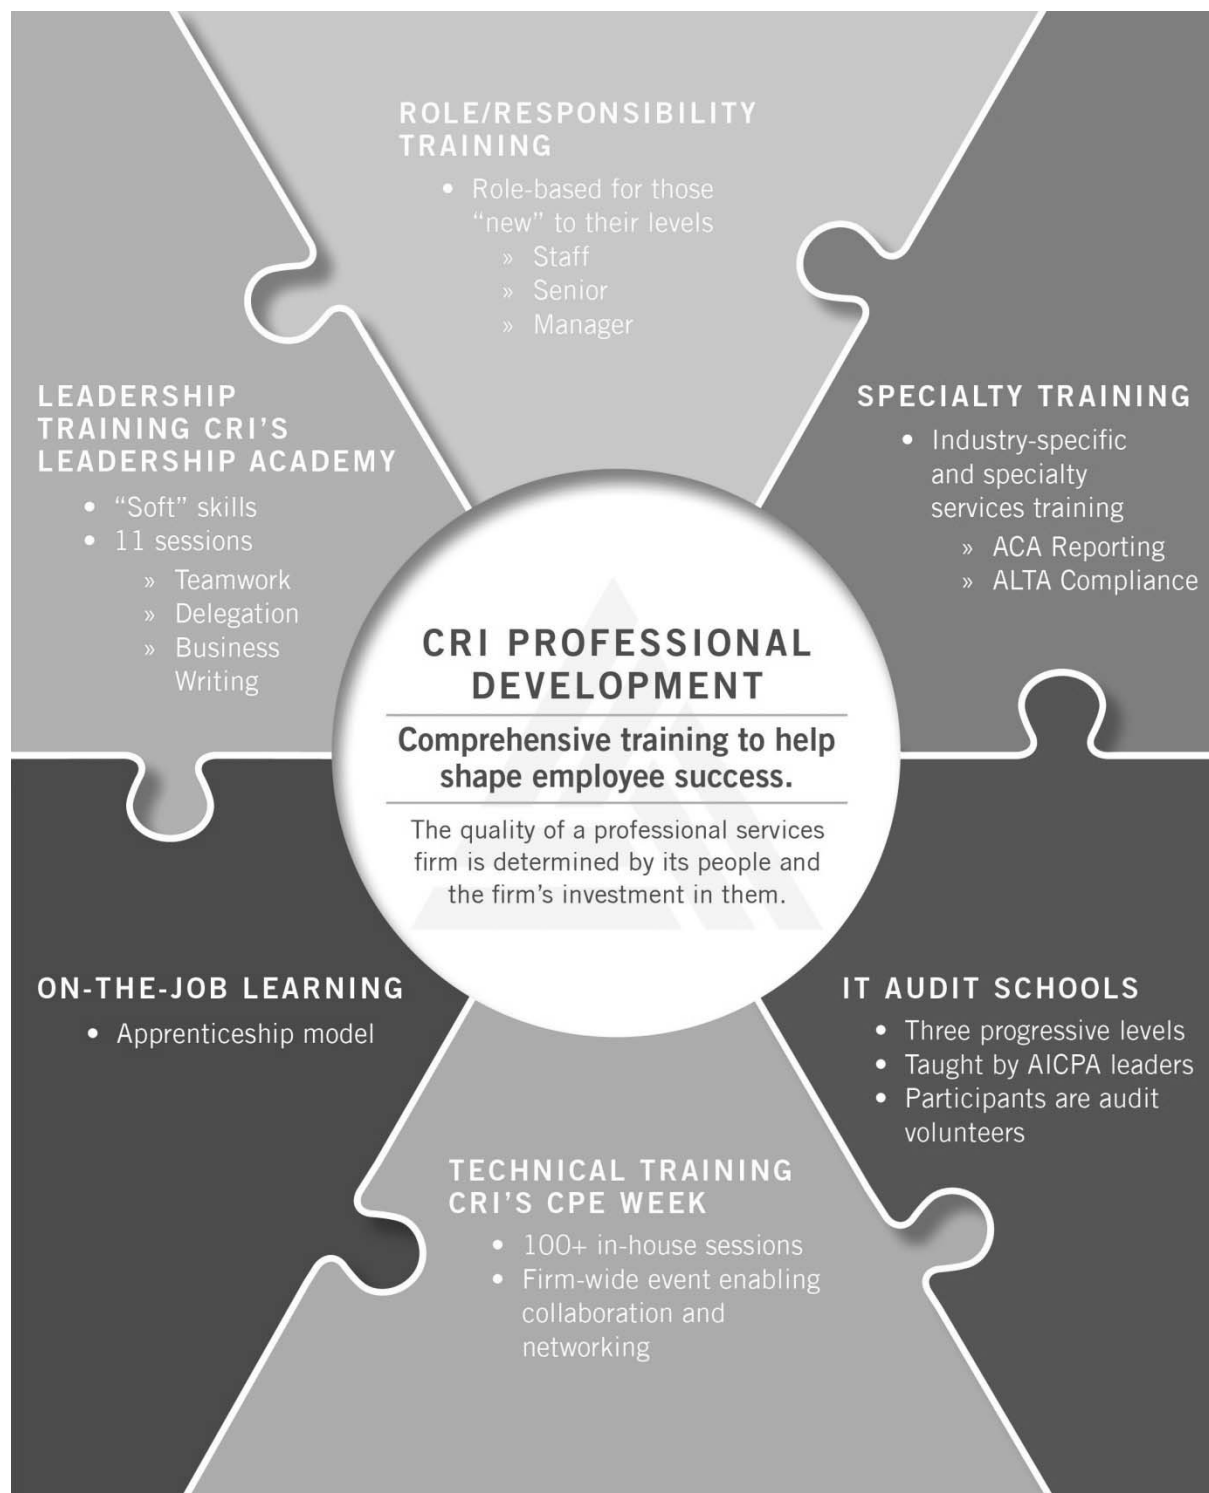 ROLE/RESPONSIBILITY
TRAINING
• Role-based for those
“new” to their levels
» Staff
» Senior
» Manager
SPECIALTY TRAINING
• Industry-specific
and specialty
services training
» ACA Reporting
» ALTA Compliance
LEADERSHIP
TRAINING CRI’S
LEADERSHIP ACADEMY
• “Soft” skills
• 11 sessions
» Teamwork
» Delegation
» Business
Writing
CRI PROFESSIONAL
DEVELOPMENT
Comprehensive training to help
shape employee success.
The quality of a professional services
firm is determined by its people and
the firm’s investment in them.
ON-THE-JOB LEARNING
• Apprenticeship model
IT AUDIT SCHOOLS
• Three progressive levels
• Taught by AICPA leaders
• Participants are audit
volunteers
TECHNICAL TRAINING
CRI’S CPE WEEK
• 100+ in-house sessions
• Firm-wide event enabling
collaboration and
networking